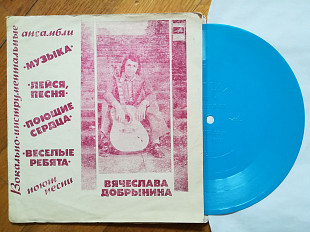 Вокально-инструментальные
ансамбли
•МУЗЫКА•
•ЛЕЙСЯ,
ПЕСНЯ•
•ПОЮЩИЕ
СЕРДЦА•
•ВЕСЕЛЫЕ
РЕБЯТА•
поют песни
ВЯЧЕСЛАВА
ДОБРЫНИНА